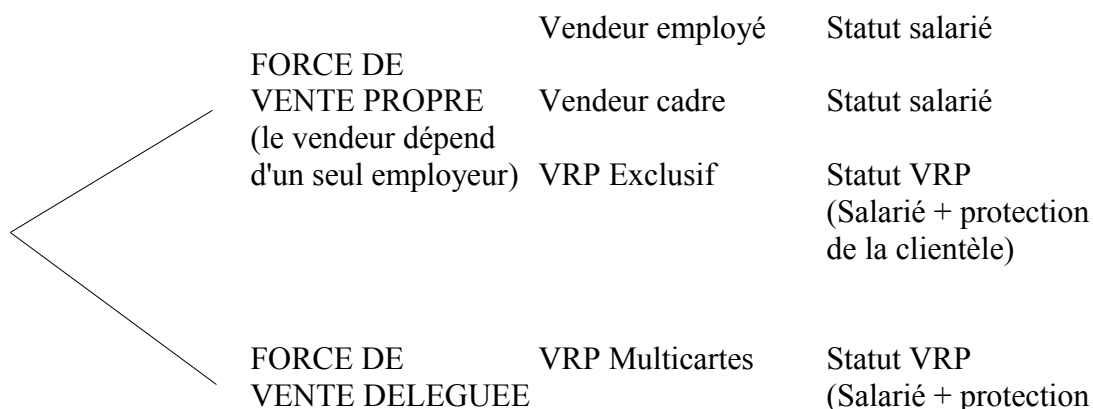 Vendeur employé Statut salarié
FORCE DE
VENTE PROPRE Vendeur cadre Statut salarié
(le vendeur dépend
d'un seul employeur) VRP Exclusif Statut VRP
(Salarié + protection
de la clientèle)
FORCE DE VRP Multicartes Statut VRP
VENTE DELEGUEE (Salarié + protection